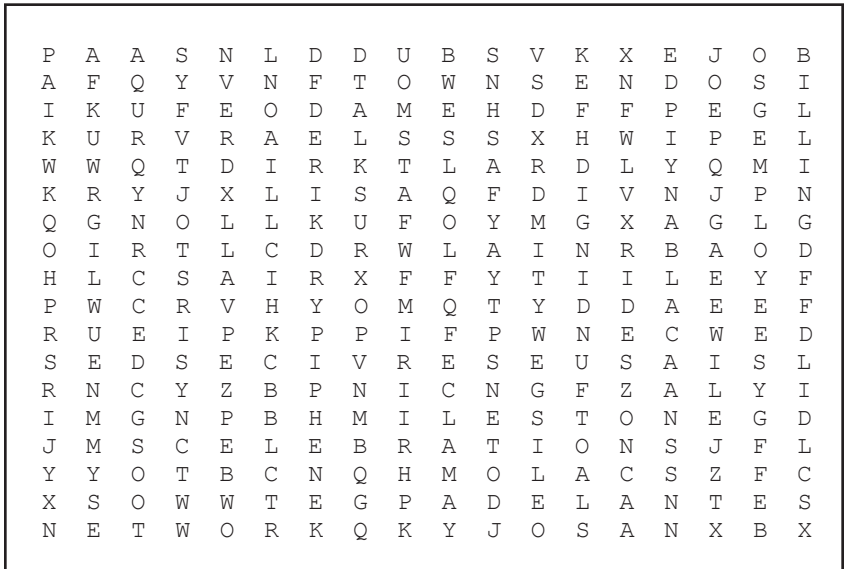 P A A S N L D D U B S V K X E J O B
A F Q Y V N F T O W N S E N D O S I
I K U F E O D A M E H D F F P E G L
K U R V R A E L S S S X H W I P E L
W W Q T D I R K T L A R D L Y Q M I
K R Y J X L I S A Q F D I V N J P N
Q G N O L L K U F O Y M G X A G L G
O I R T L C D R W L A I N R B A O D
H L C S A I R X F F Y T I I L E Y F
P W C R V H Y O M Q T Y D D A E E F
R U E I P K P P I F P W N E C W E D
S E D S E C I V R E S E U S A I S L
R N C Y Z B P N I C N G F Z A L Y I
I M G N P B H M I L E S T O N E G D
J M S C E L E B R A T I O N S J F L
Y Y O T B C N Q H M O L A C S Z F C
X S O W W T E G P A D E L A N T E S
N E T W O R K Q K Y J O S A N X B X